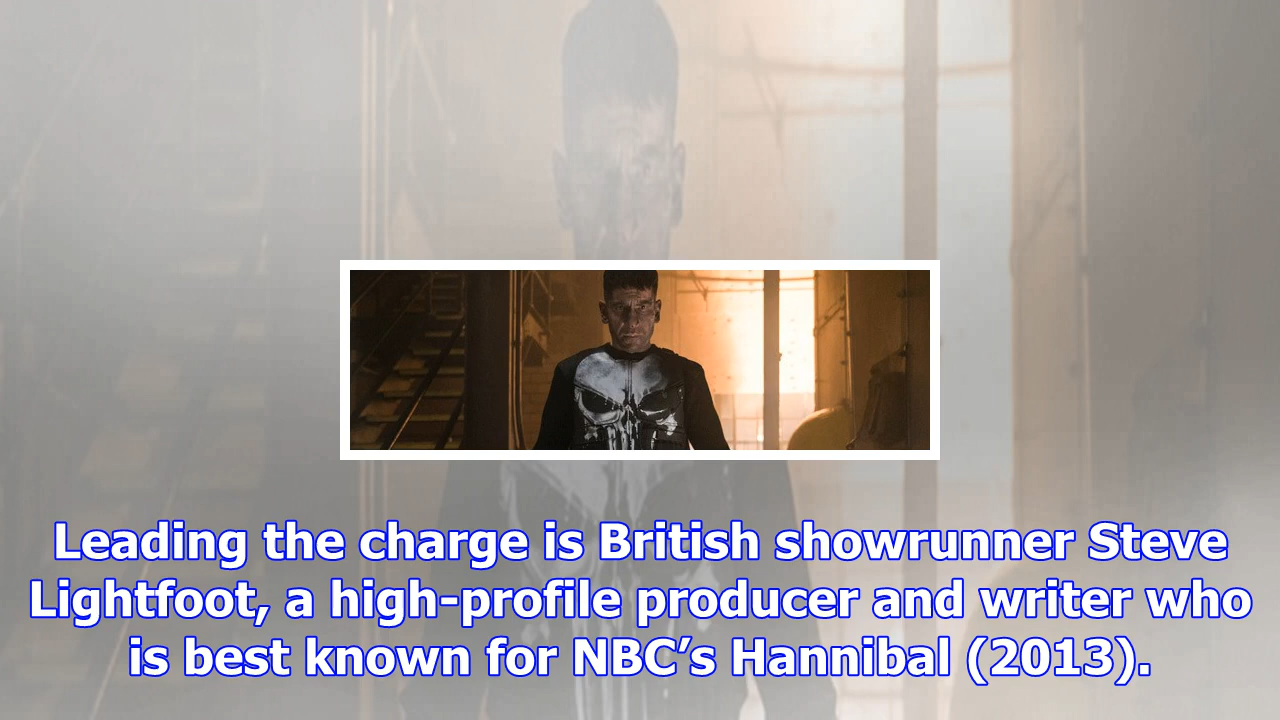 Leading the charge is British showrunner Steve
Lightfoot, a high-profile producer and writer who
is best known for NBC’s Hannibal (2013).